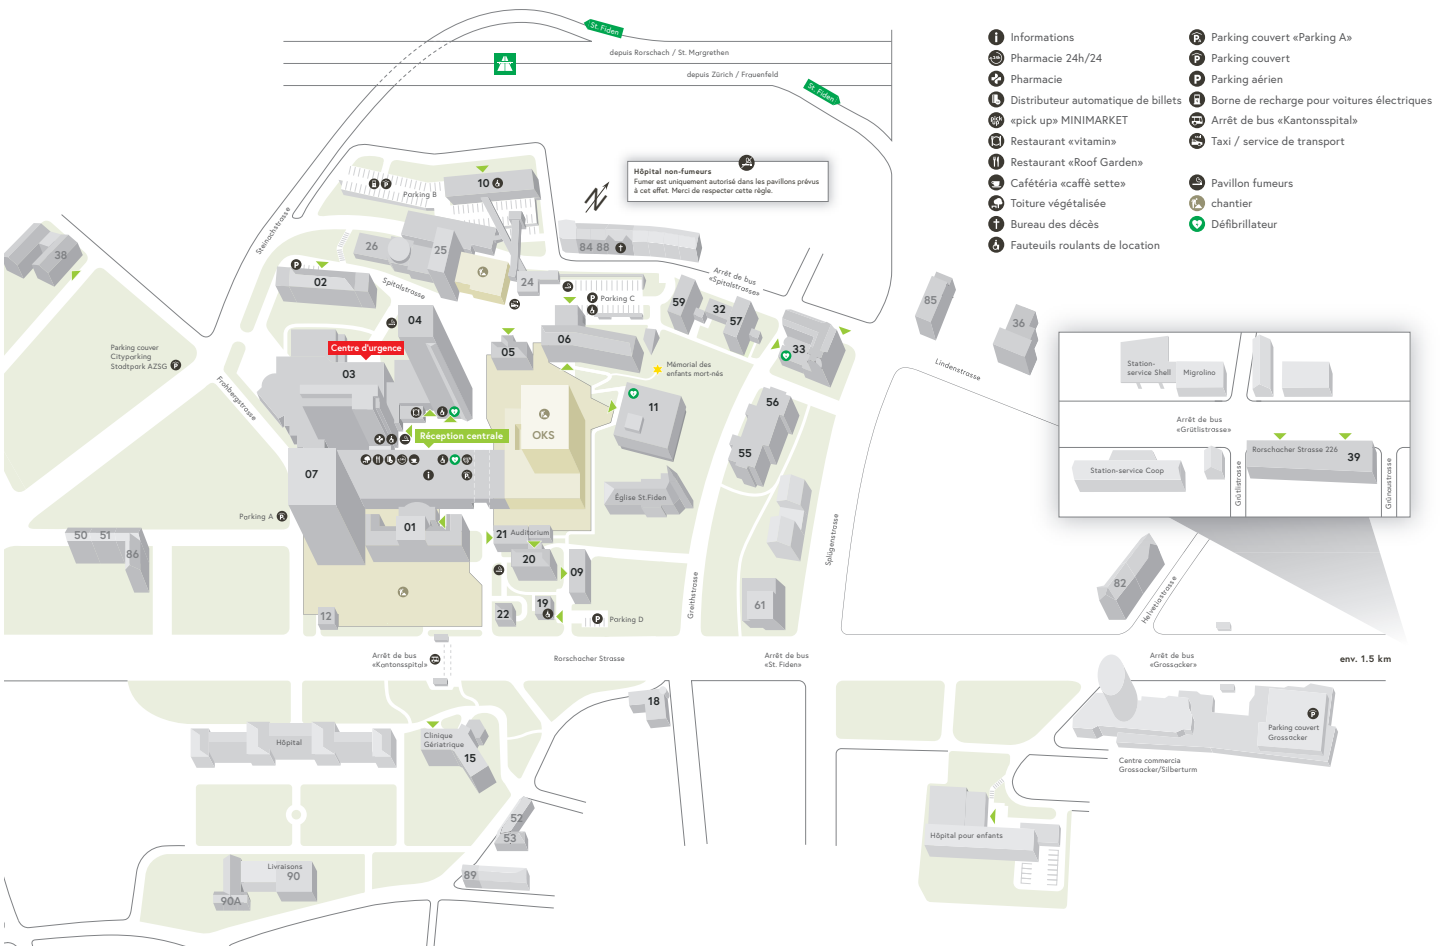 St. Fiden
depuis Rorschach / St. Margrethen
depuis Zürich / Frauenfeld
St. Fiden
Informations
Pharmacie 24h/24
Pharmacie
Distributeur automatique de billets
«pick up» MINIMARKET
Restaurant «vitamin»
Restaurant «Roof Garden»
Cafétéria «caffè sette»
Toiture végétalisée
Bureau des décès
Fauteuils roulants de location
Parking couvert «Parking A»
Parking couvert
Parking aérien
Borne de recharge pour voitures électriques
Arrêt de bus «Kantonsspital»
Taxi / service de transport
Pavillon fumeurs
chantier
Défibrillateur
Hôpital non-fumeurs
Fumer est uniquement autorisé dans les pavillons prévus
à cet effet. Merci de respecter cette règle.
N
Steinachstrasse
Parking B
10
38
26
25
84 88
02
Spitalstrasse
24
Parking C
Arrêt de bus
«Spitalstrasse»
59
32
57
85
36
04
Centre d'urgence
03
05
06
33
Parking couver
Cityparking
Stadtpark AZSG
Frohbergstrasse
Mémorial des
enfants mort-nés
Lindenstrasse
11
56
55
OKS
Réception centrale
07
Église St.Fiden
Parking A
01
21 Auditorium
20
09
50 51
86
12
22
19
Parking D
61
Greithstrasse
Splügenstrasse
82
Helvetiastrasse
Station-
service Shell
Migrolino
Arrêt de bus
«Grütlistrasse»
Rorschacher Strasse 226
39
Station-service Coop
Grütlistrasse
Grünaustrasse
Arrêt de bus
«Kantonsspital»
Rorschacher Strasse
Arrêt de bus
«St. Fiden»
Arrêt de bus
«Grossacker»
env. 1.5 km
18
Hôpital
Clinique
Gériatrique
15
Parking couvert
Grossacker
Centre commercia
Grossacker/Silberturm
52
53
Hôpital pour enfants
Livraisons
90
90A
89